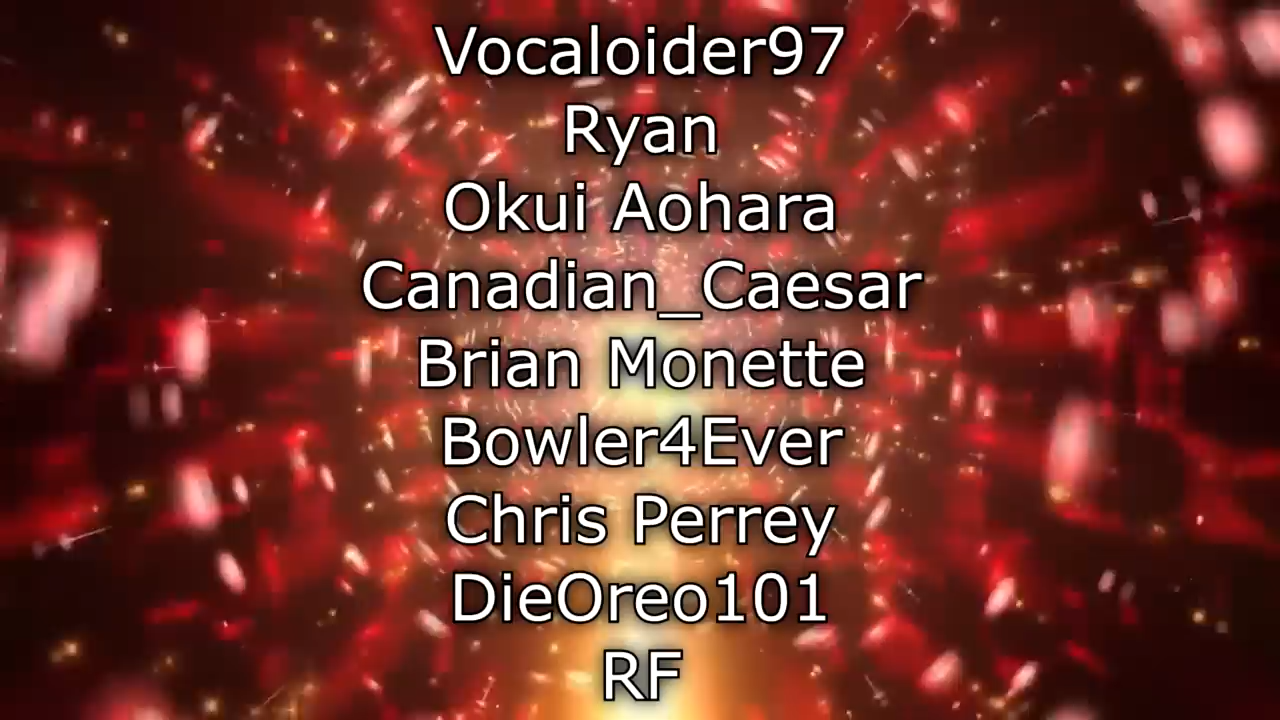 Vocaloider97
Ryan
Okui Aohara
Canadian_Caesar
Brian Monette
Bowler4Ever
Chris Perrey
DieOreo101
RF